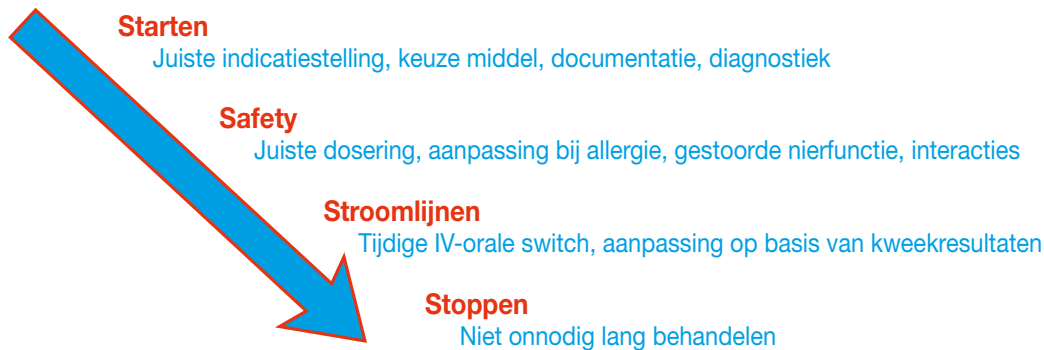 Starten
Juiste indicatiestelling, keuze middel, documentatie, diagnostiek
Safety
Juiste dosering, aanpassing bij allergie, gestoorde nierfunctie, interacties
Stroomlijnen
Tijdige IV-orale switch, aanpassing op basis van kweekresultaten
Stoppen
Niet onnodig lang behandelen